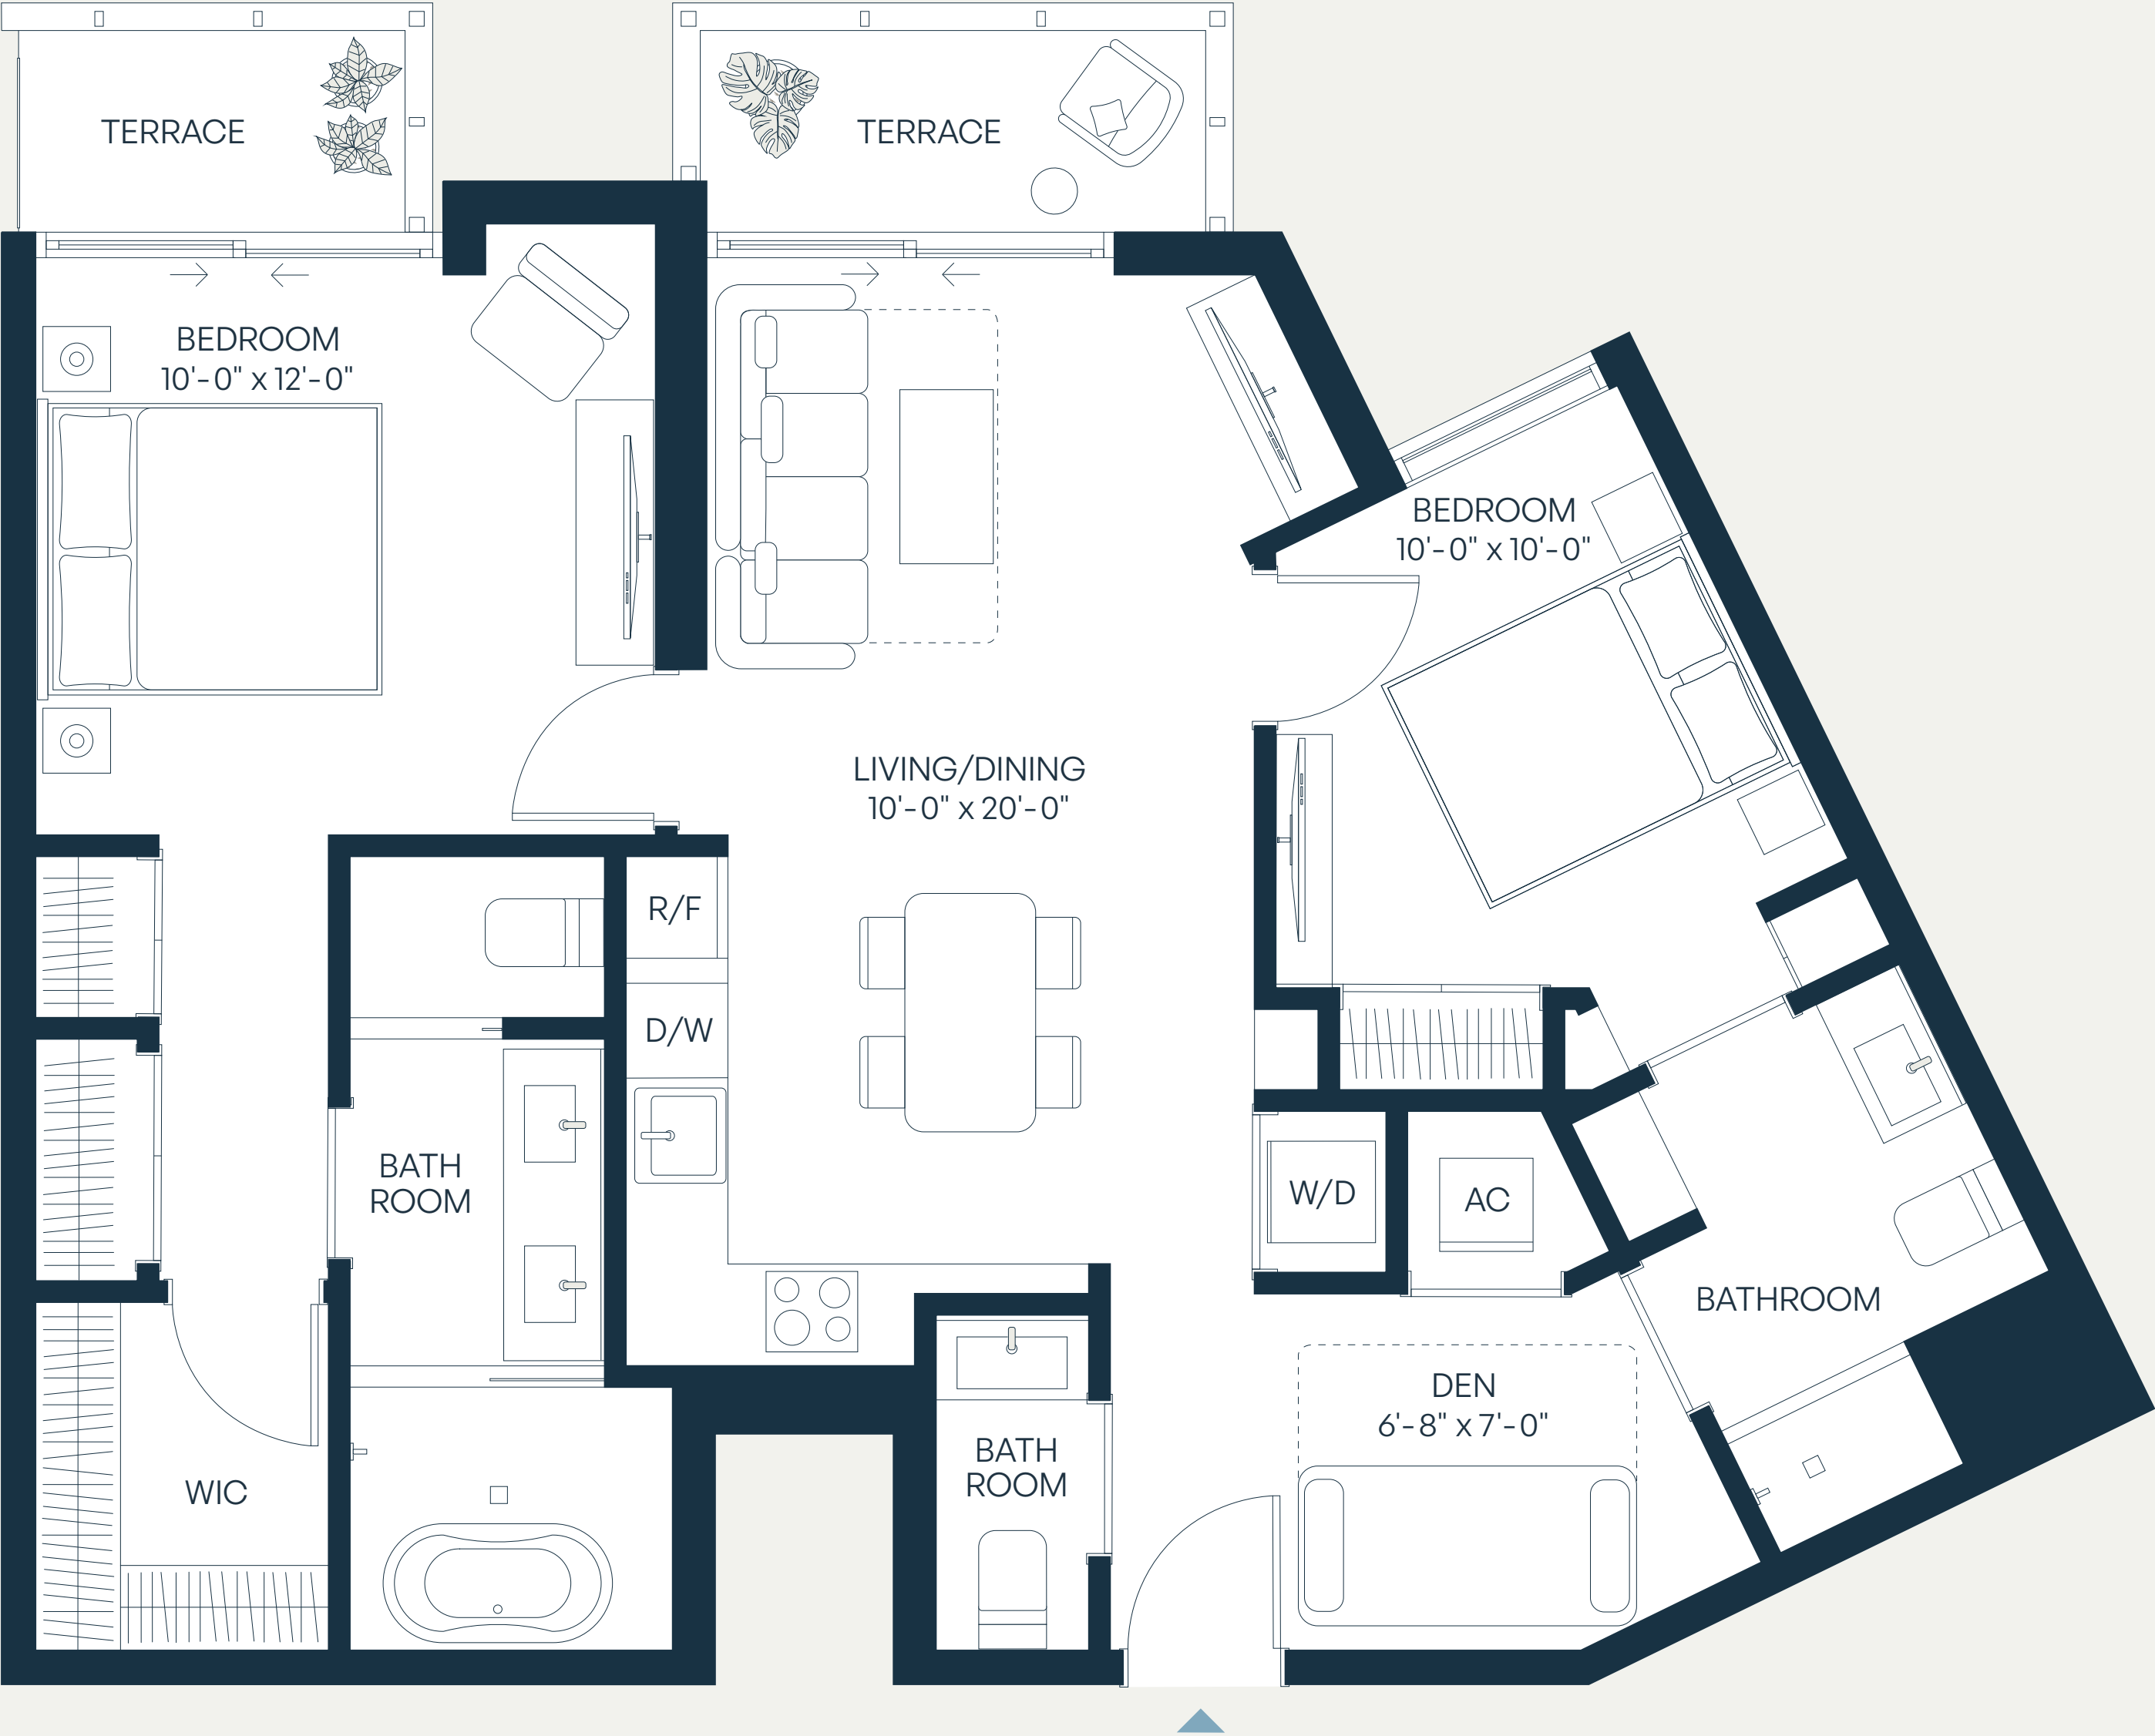 TERRACE
TERRACE
BEDROOM
10'-0" x 12'-0"
BEDROOM
10'-0" x 10'-0"
LIVING/DINING
10'-0" x 20'-0"
R/F
D/W
BATH
ROOM
W/D
AC
BATHROOM
DEN
6'-8" x 7'-0"
BATH
ROOM
WIC